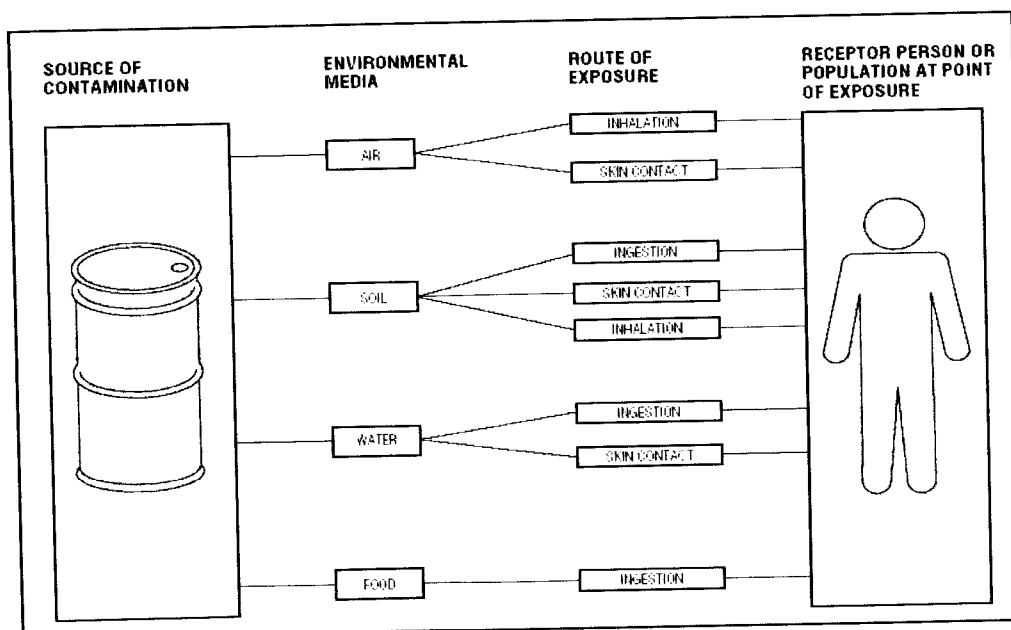 SOURCE OF
CONTAMINATION
ENVIRONMENTAL
MEDIA
ROUTE OF
EXPOSURE
RECEPTOR PERSON OR
POPULATION AT POINT
OF EXPOSURE
AIR
INHALATION
SKIN CONTACT
SOIL
INGESTION
SKIN CONTACT
INHALATION
WATER
INGESTION
SKIN CONTACT
FOOD
INGESTION